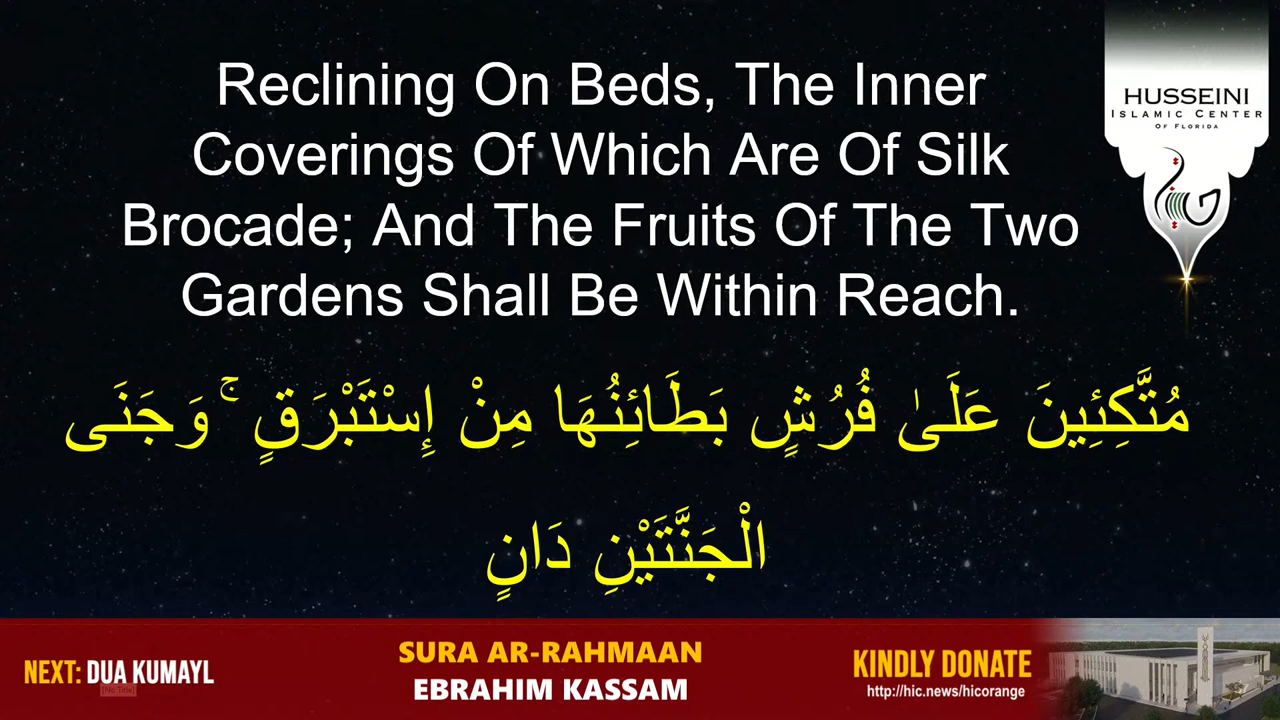 Reclining On Beds, The Inner
Coverings Of Which Are Of Silk
Brocade; And The Fruits Of The Two
Gardens Shall Be Within Reach.
مُتَّكِئِينَ عَلَىٰ فُرُشٍ بَطَائِنُهَا مِنْ إِسْتَبْرَقٍ ۚ وَجَنَى
الْجَنَّتَيْنِ دَانٍ
HUSSEINI
ISLAMIC CENTER
OF FLORIDA
NEXT: DUA KUMAYL
[No Title]
SURA AR-RAHMAAN
EBRAHIM KASSAM
KINDLY DONATE
http://hic.news/hicorange